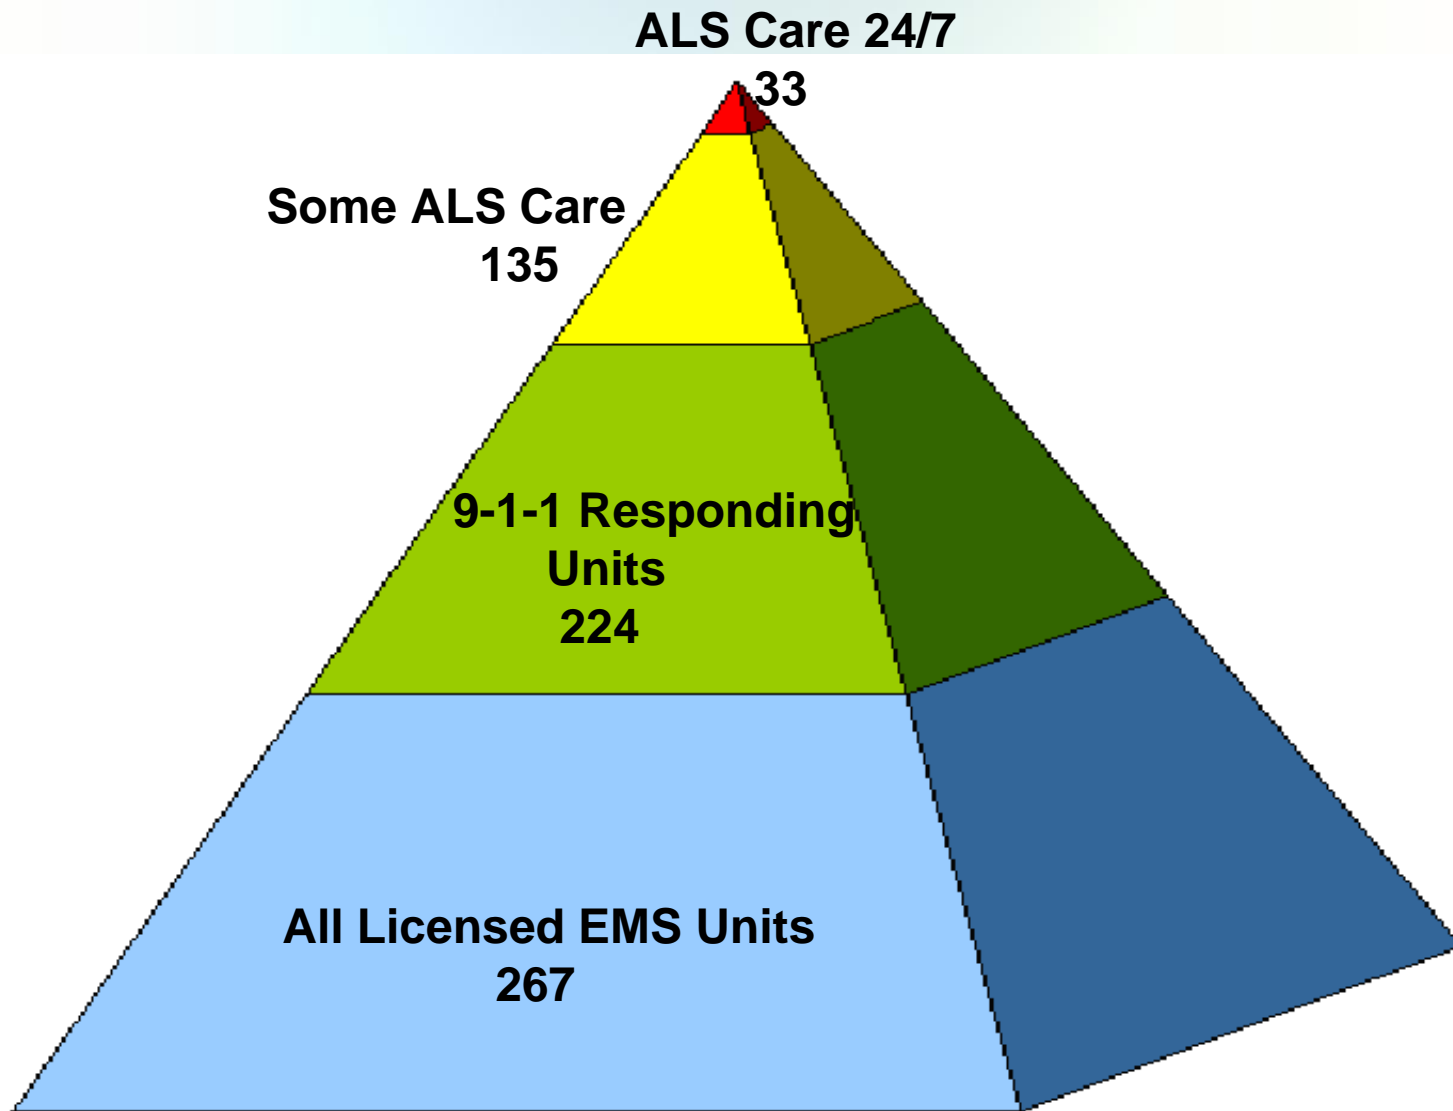 ALS Care 24/7
33
Some ALS Care
135
9-1-1 Responding
Units
224
All Licensed EMS Units
267